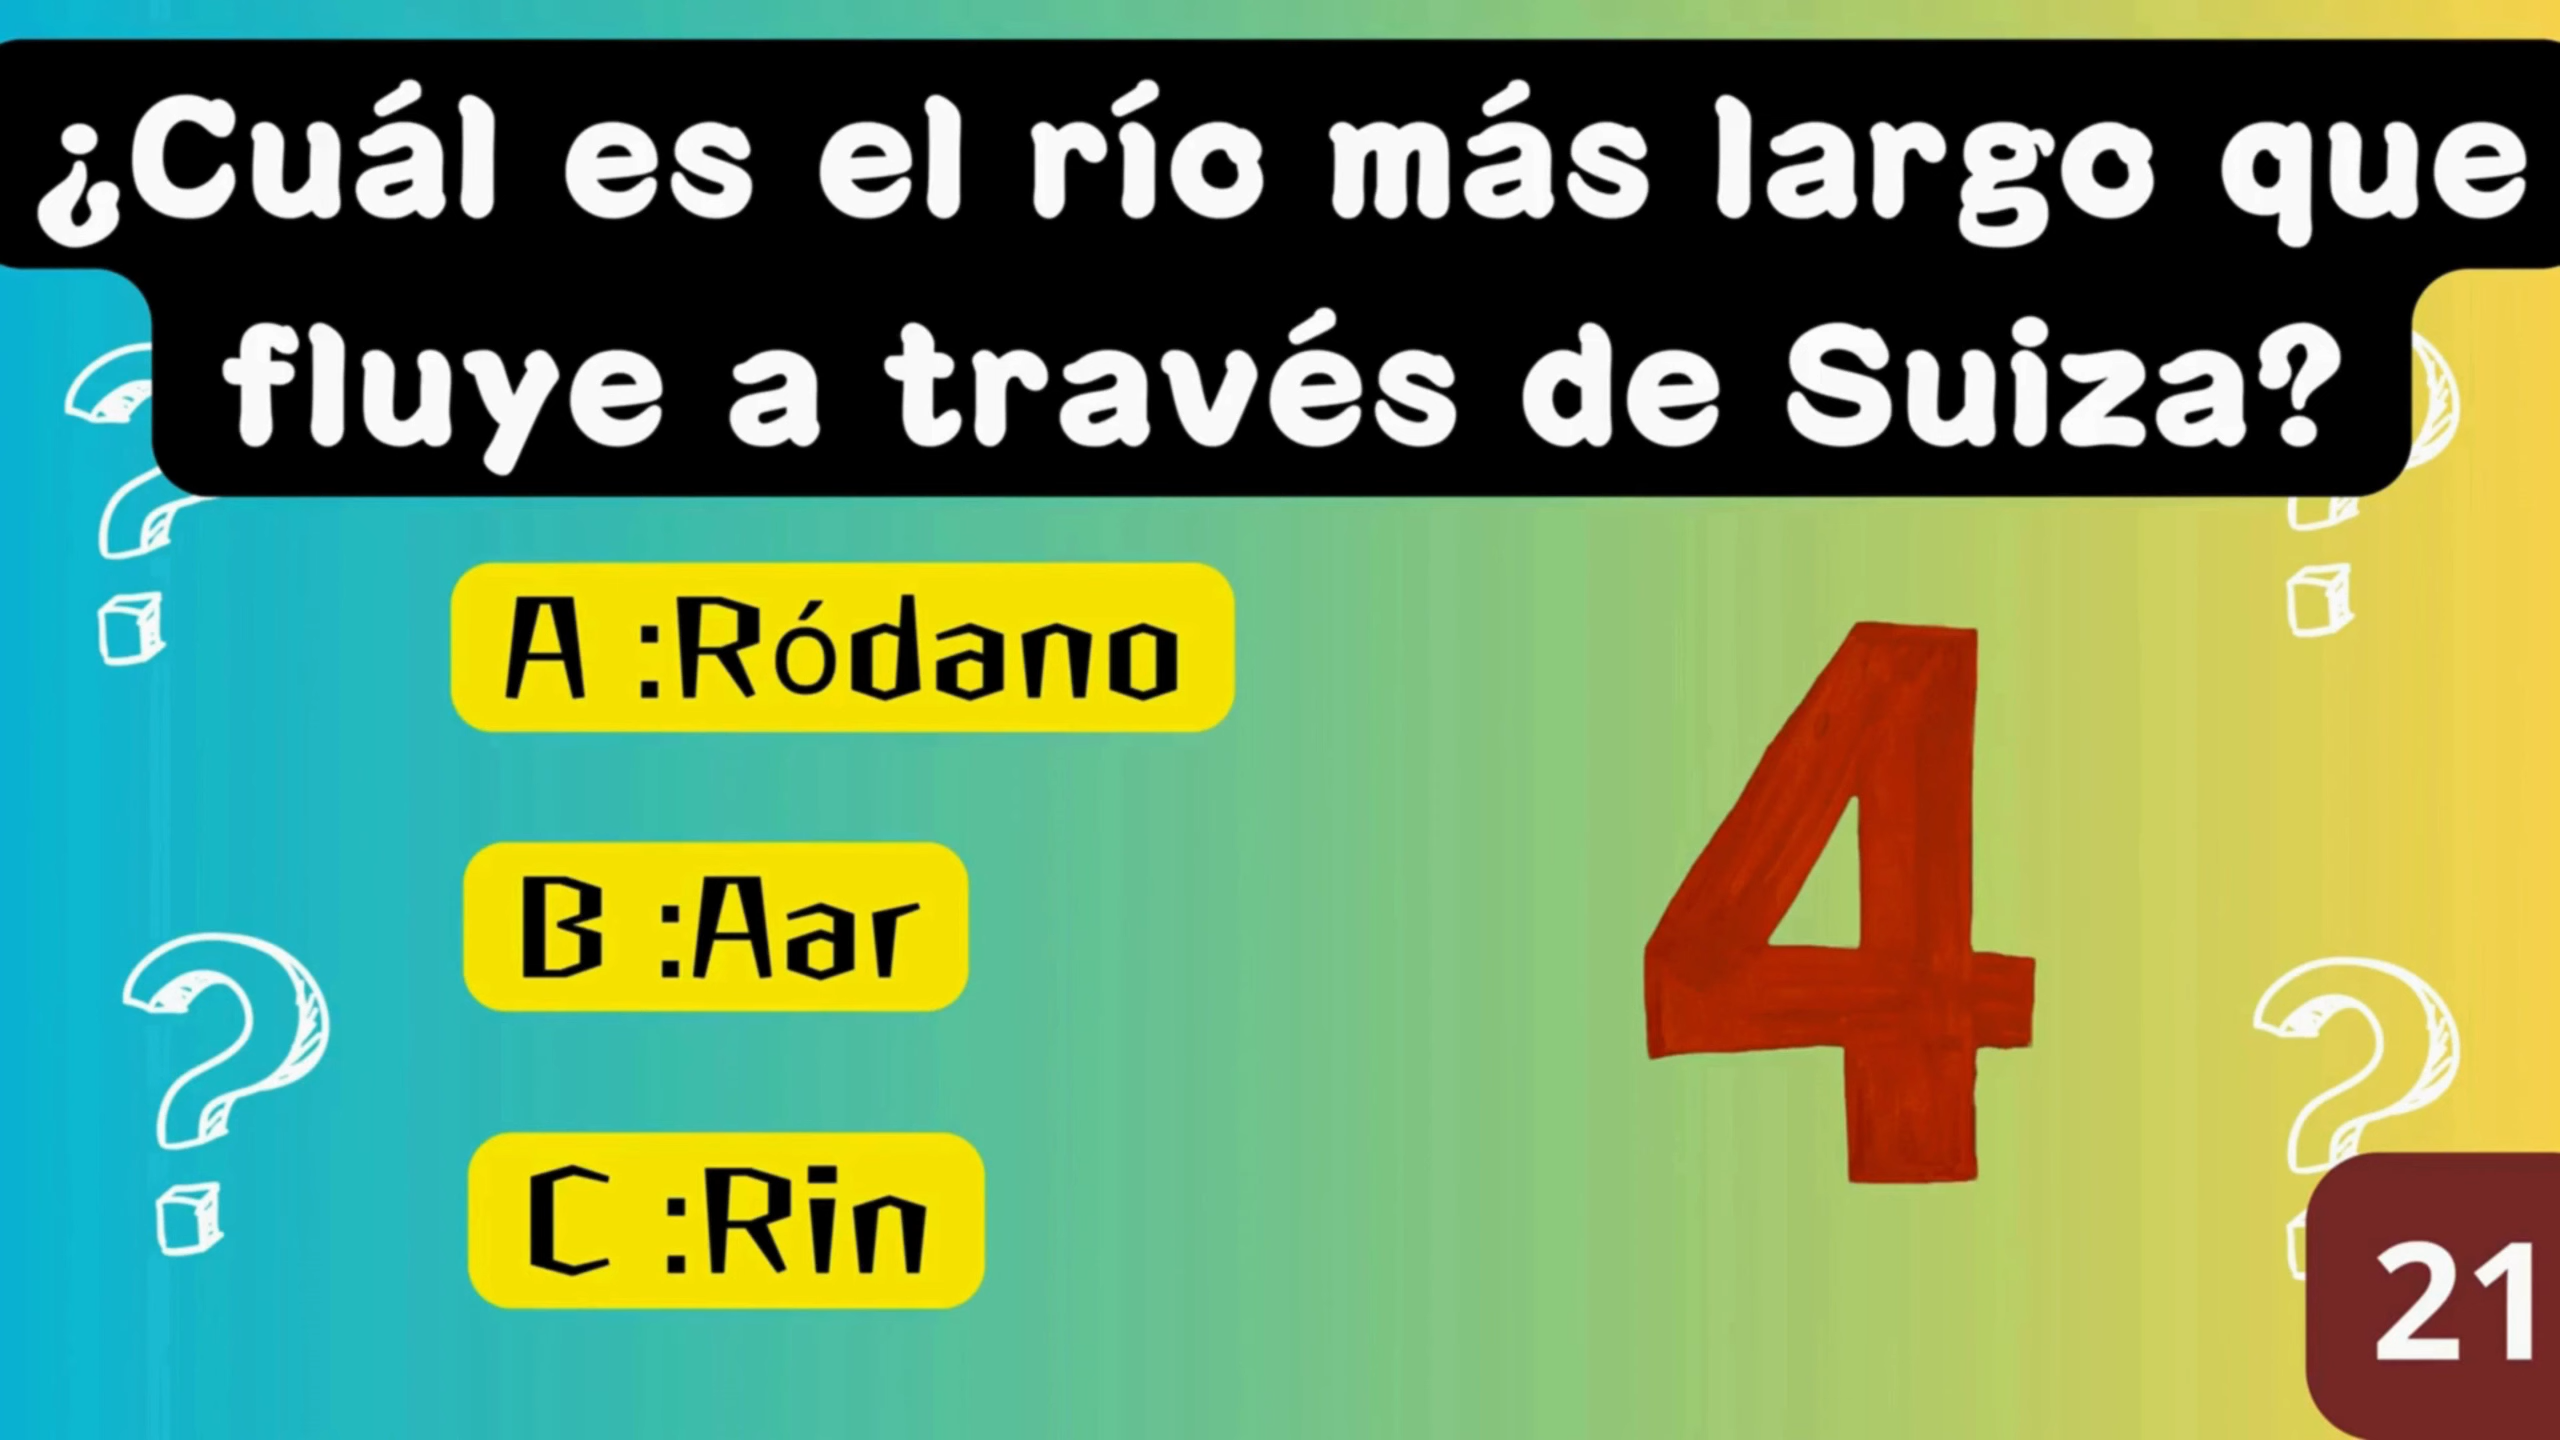 ¿Cuál es el río más largo que
fluye a través de Suiza?
A :Ródano
4
B :Aar
C :Rin
21